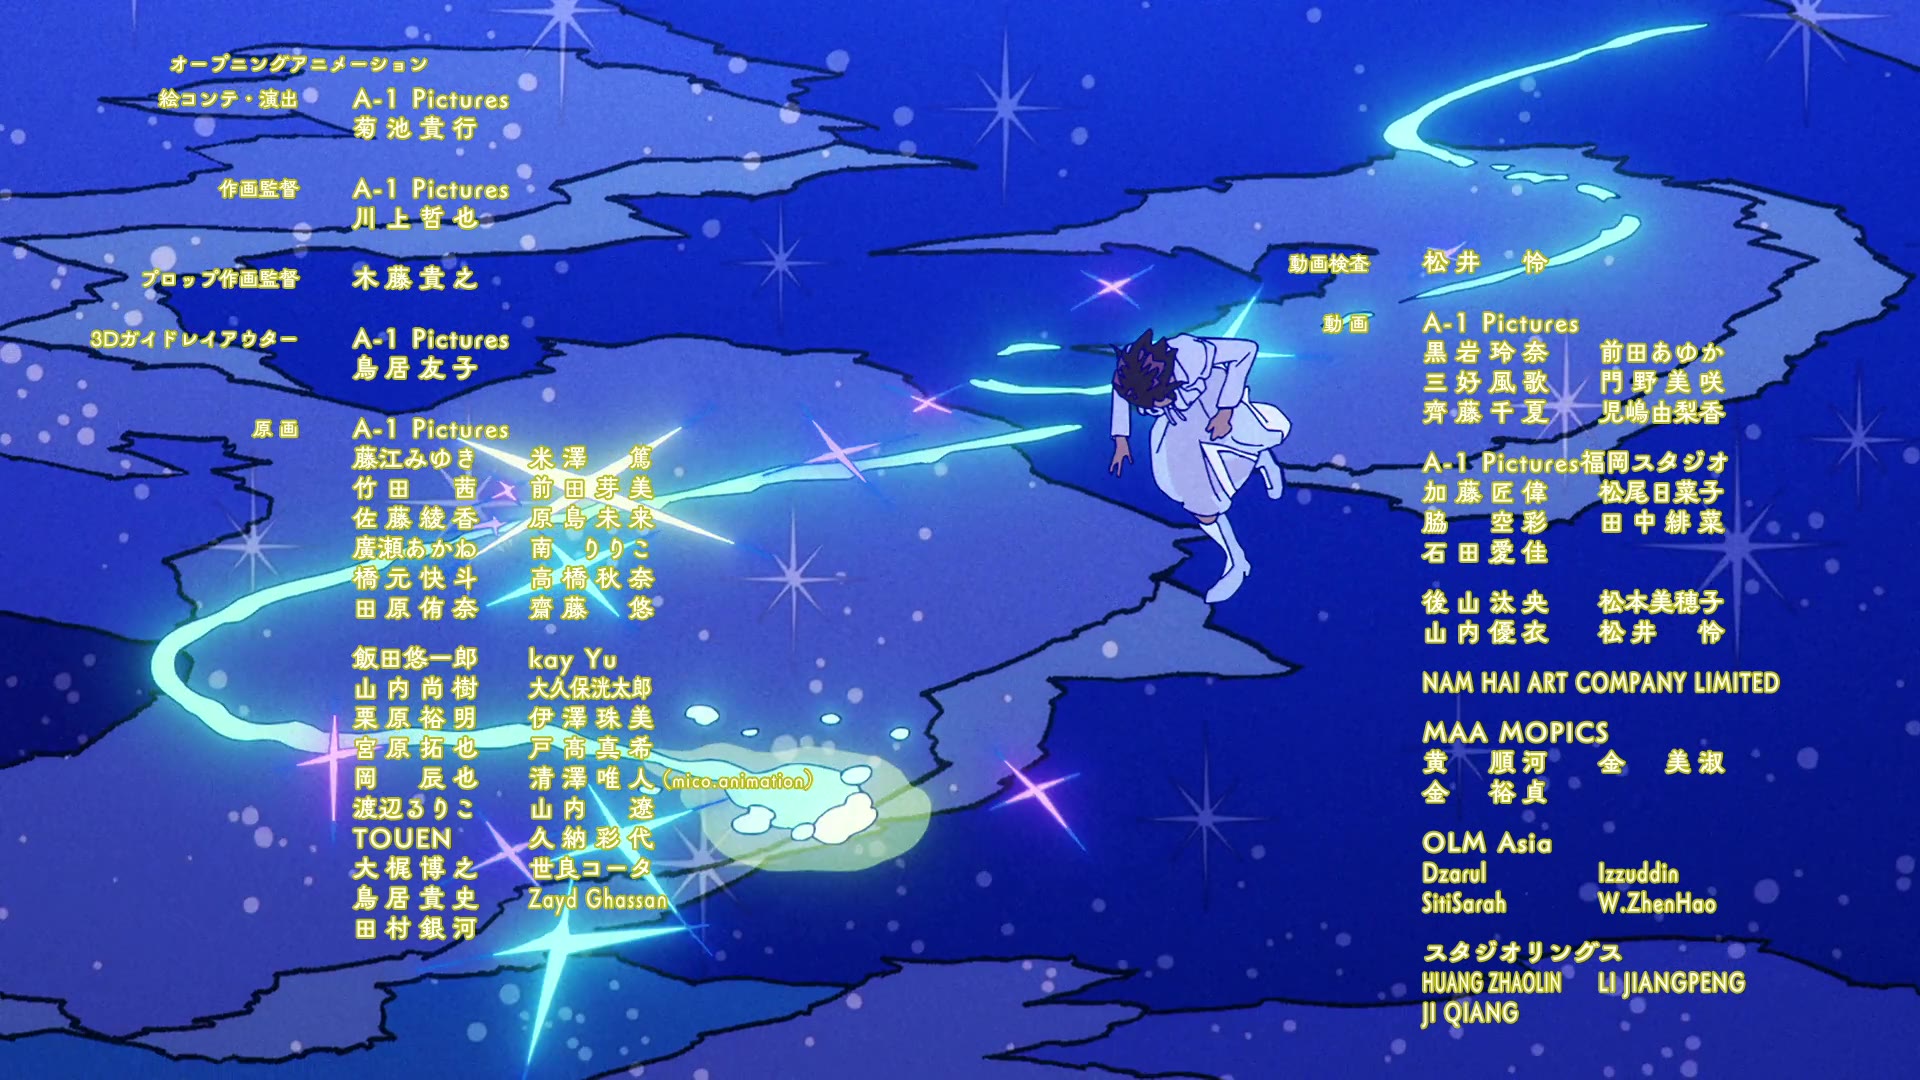 オープニングアニメーション
絵コンテ・演出 A-1 Pictures
菊池貴行
作画監督 A-1 Pictures
川上哲也
プロップ作画監督 木藤貴之
3Dガイドレイアウター A-1 Pictures
鳥居友子
原画 A-1 Pictures
藤江みゆき 米澤 篤
竹田 茜 前田芽美
佐藤綾香 原島未来
廣瀬あかね 南 りりこ
橋元快斗 高橋秋奈
田原侑奈 齋藤 悠
飯田悠一郎 kay Yu
山内尚樹 大久保洸太郎
栗原裕明 伊澤珠美
宮原拓也 戸髙真希
岡 辰也 清澤唯人(mico.animation)
渡辺るりこ 山内 遼
TOUEN 久納彩代
大梶博之 世良コータ
鳥居貴史 Zayd Ghassan
田村銀河
動画検査 松井 怜
動画 A-1 Pictures
黒岩玲奈 前田あゆか
三好風歌 門野美咲
齊藤千夏 児嶋由梨香
A-1 Pictures福岡スタジオ
加藤匠偉 松尾日菜子
脇 空彩 田中緋菜
石田愛佳
後山汰央 松本美穂子
山内優衣 松井 怜
NAM HAI ART COMPANY LIMITED
MAA MOPICS
黄 順河 金 美淑
金 裕貞
OLM Asia
Dzarul Izzuddin
SitiSarah W.ZhenHao
スタジオリングス
HUANG ZHAOLIN LI JIANGPENG
JI QIANG